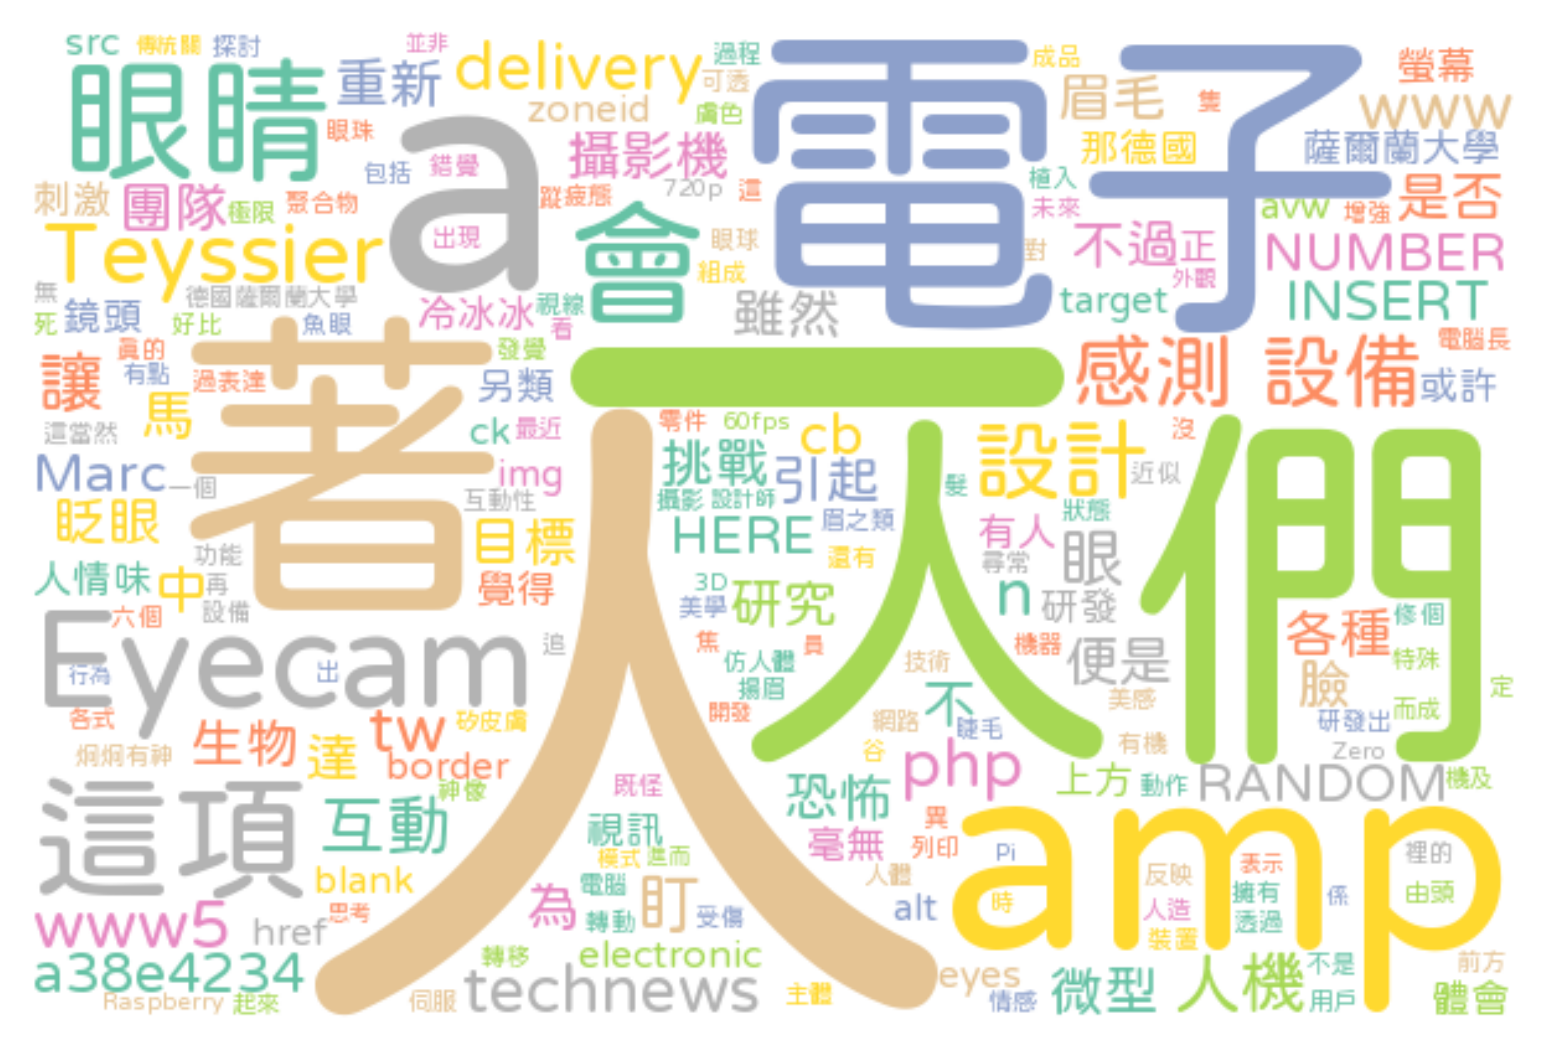 src 傳統關 探討 並非 delivery 過程 電子 成品 螢幕
眼睛 重新 可透 眉毛 隻 www
眼珠 a zoneid 膚色 攝影機 那德國 薩爾蘭大學
包括 錯覺 720p 這 植入
刺激 團隊 極限 聚合物 蹤疲態 會 未來 avw 增強 是否
Teyssier 出現 眼球 對 不過 正 NUMBER
無 德國薩爾蘭大學 組成 外觀
死 鏡頭 好比 魚眼 冷冰冰 視線 看 雖然 target INSERT
讓 真的 著 發覺 一 感測 設備 電腦長
有點 過表達 另類 或許
馬 零件 60fps cb 人們 沒
這當然 ck 最近 挑戰 設計
Marc 一個 img 引起 近似
互動性 攝影 設計師 髮
眨眼 目標 人 HERE 眉之類 有人 狀態
功能 還有 尋常 眼
人情味 中 再 覺得 3D 研究 n 研發
六個 設備 美學 各種 修個
Eyecam 追 焦 員 機器 便是
行為 出 仿人體 技術 臉 特殊
揚眉 不 美感 定
各式 tw 矽皮膚 開發 網路 睫毛 研發出 而成
炯炯有神 生物 達 border 谷 php 有機 Zero
神像 既怪 恐怖 上方 動作 RANDOM 機及
這項 互動 視訊 毫無 異 amp
模式 進而 列印 Pi 表示 裡的
blank 電腦 人體 反映 擁有 由頭
www5 href 思考 為 轉動 盯 受傷 alt 時 人造 透過 係
轉移 electronic 裝置
a38e4234 technews eyes 微型 人機 不是 前方
Raspberry 起來 伺服 主體 情感 用戶 體會